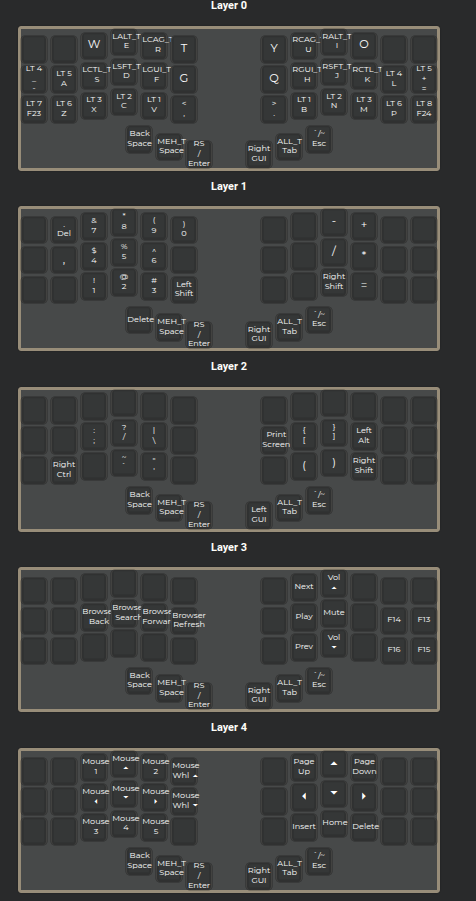 Layer 0
W LALT_T E LCAG_T R T Y RCAG_ U RALT_T I O
LT 4 _ - LT 5 A LCTL_T S LSFT_T D LGUI_T F G Q RGUI_T H RSFT_T J RCTL_T K LT 4 L LT 5 + =
LT 7 F23 LT 6 Z LT 3 X LT 2 C LT 1 V < , > . LT 1 B LT 2 N LT 3 M LT 6 P LT 8 F24
Back Space MEH_T Space RS / Enter Right GUI ALL_T Tab ` /~ Esc
Layer 1
. Del & 7 * 8 ( 9 ) 0 - +
, $ 4 % 5 ^ 6 / *
! 1 @ 2 # 3 Left Shift Right Shift =
Delete MEH_T Space RS / Enter Right GUI ALL_T Tab ` /~ Esc
Layer 2
: ; ? / | \ Print Screen { [ } ] Left Alt
Right Ctrl ~ ` " ' ( ) Right Shift
Back Space MEH_T Space RS / Enter Left GUI ALL_T Tab ` /~ Esc
Layer 3
Next Vol
Browse Back Browse Search Browse Forwar Browser Refresh Play Mute F14 F13
Prev Vol F16 F15
Back Space MEH_T Space RS / Enter Right GUI ALL_T Tab ` /~ Esc
Layer 4
Mouse 1 Mouse Mouse 2 Mouse Whl Page Up Page Down
Mouse Mouse Mouse Mouse Whl
Mouse 3 Mouse 4 Mouse 5 Insert Home Delete
Back Space MEH_T Space RS / Enter Right GUI ALL_T Tab ` /~ Esc